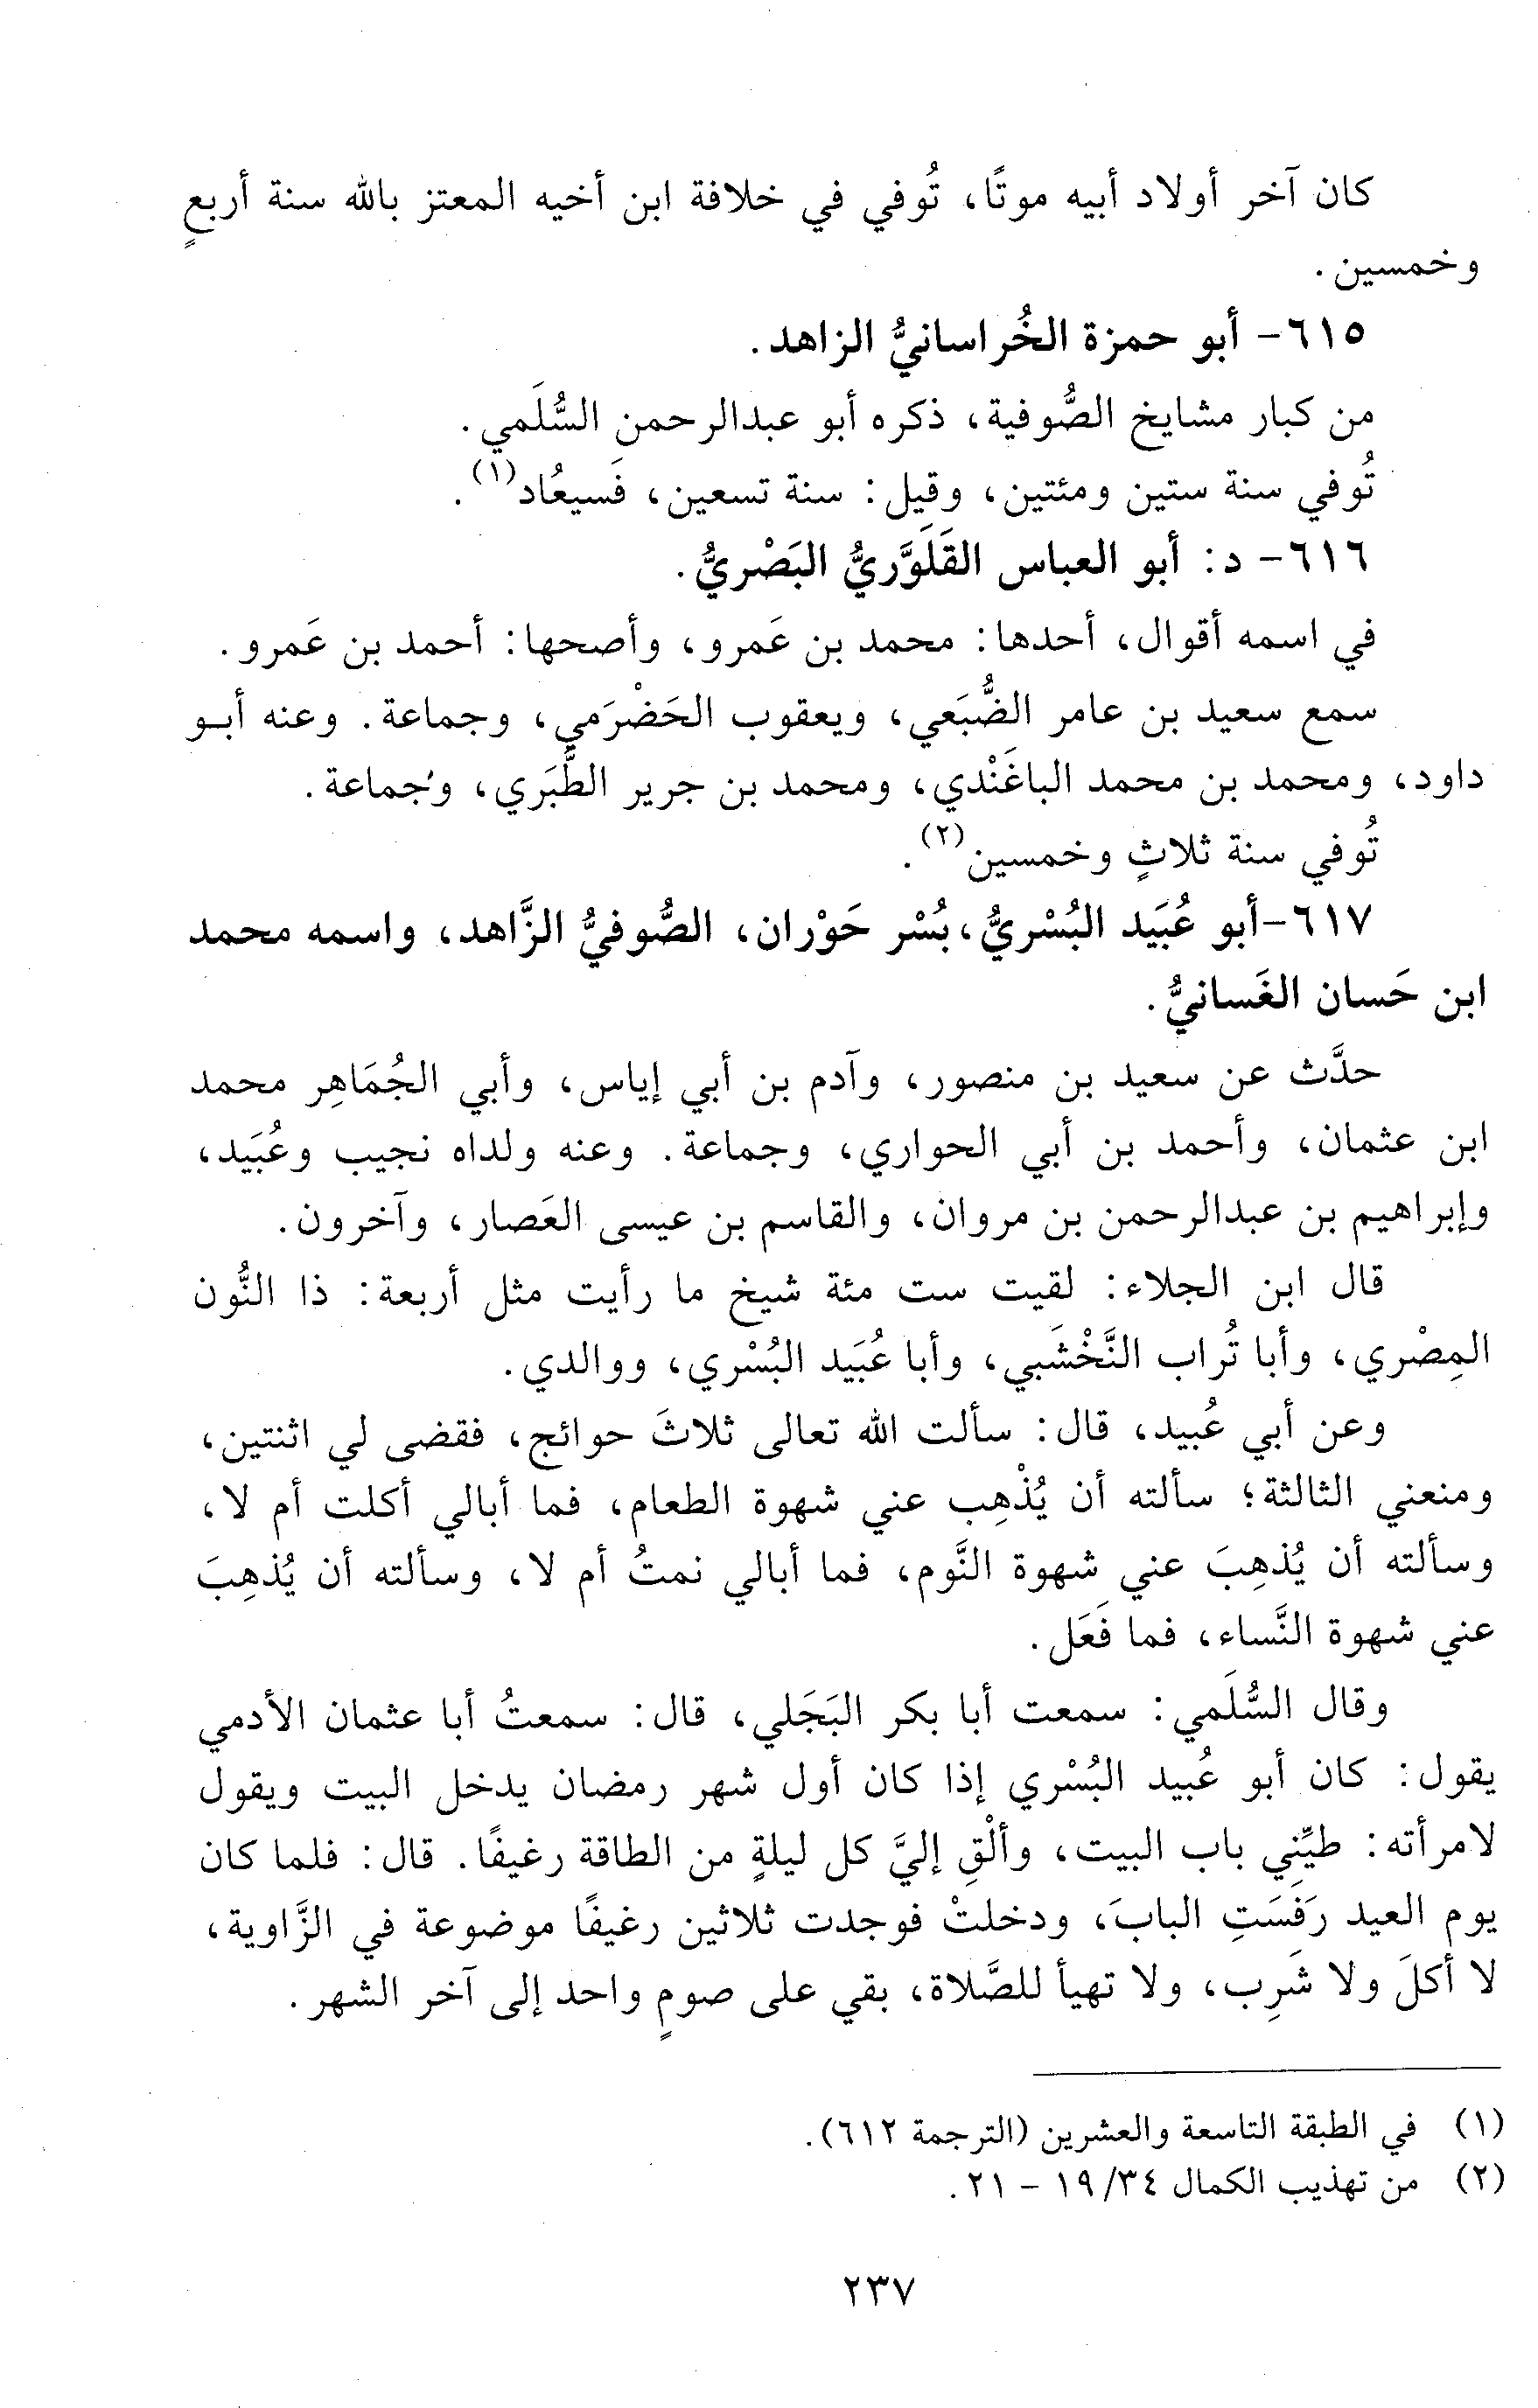 كان آخر أولاد أبيه موتًا، تُوفي في خلافة ابن أخيه المعتز بالله سنة أربعٍ
وخمسين.
٦١٥- أبو حمزة الخُراسانيُّ الزاهد.
من كبار مشايخ الصُّوفية، ذكره أبو عبدالرحمن السُّلَمي.
تُوفي سنة ستين ومئتين، وقيل: سنة تسعين، فَسيعُاد(١).
٦١٦- د: أبو العباس القَلَوَّريُّ البَصْريُّ.
في اسمه أقوال، أحدها: محمد بن عَمرو، وأصحها: أحمد بن عَمرو.
سمع سعيد بن عامر الضُّبَعي، ويعقوب الحَضْرَمي، وجماعة. وعنه أبـو
داود، ومحمد بن محمد الباغَنْدي، ومحمد بن جرير الطَّبَري، وجماعة.
تُوفي سنة ثلاثٍ وخمسين(٢).
٦١٧-أبو عُبَيد البُسْريُّ،بُسْر حَوْران، الصُّوفيُّ الزَّاهد، واسمه محمد
ابن حَسان الغَسانيُّ.
حدَّث عن سعيد بن منصور، وآدم بن أبي إياس، وأبي الجُمَاهِر محمد
ابن عثمان، وأحمد بن أبي الحواري، وجماعة. وعنه ولداه نجيب وعُبَيد،
وإبراهيم بن عبدالرحمن بن مروان، والقاسم بن عيسى العَصار، وآخرون.
قال ابن الجلاء: لقيت ست مئة شيخ ما رأيت مثل أربعة: ذا النُّون
المِصْري، وأبا تُراب النَّخْشَبي، وأبا عُبَيد البُسْري، ووالدي.
وعن أبي عُبيد، قال: سألت الله تعالى ثلاثَ حوائج، فقضى لي اثنتين،
ومنعني الثالثة؛ سألته أن يُذْهِب عني شهوة الطعام، فما أبالي أكلت أم لا،
وسألته أن يُذهِبَ عني شهوة النَّوم، فما أبالي نمتُ أم لا، وسألته أن يُذهِبَ
عني شهوة النَّساء، فما فَعَل.
وقال السُّلَمي: سمعت أبا بكر البَجَلي، قال: سمعتُ أبا عثمان الأدمي
يقول: كان أبو عُبيد البُسْري إذا كان أول شهر رمضان يدخل البيت ويقول
لامرأته: طيِّنِي باب البيت، وألْقِ إليَّ كل ليلةٍ من الطاقة رغيفًا. قال: فلما كان
يوم العيد رَفَسَتِ البابَ، ودخلتْ فوجدت ثلاثين رغيفًا موضوعة في الزَّاوية،
لا أكلَ ولا شَرِب، ولا تهيأ للصَّلاة، بقي على صومٍ واحد إلى آخر الشهر.
(١) في الطبقة التاسعة والعشرين (الترجمة ٦١٢).
(٢) من تهذيب الكمال ٣٤/ ١٩ - ٢١.
٢٣٧